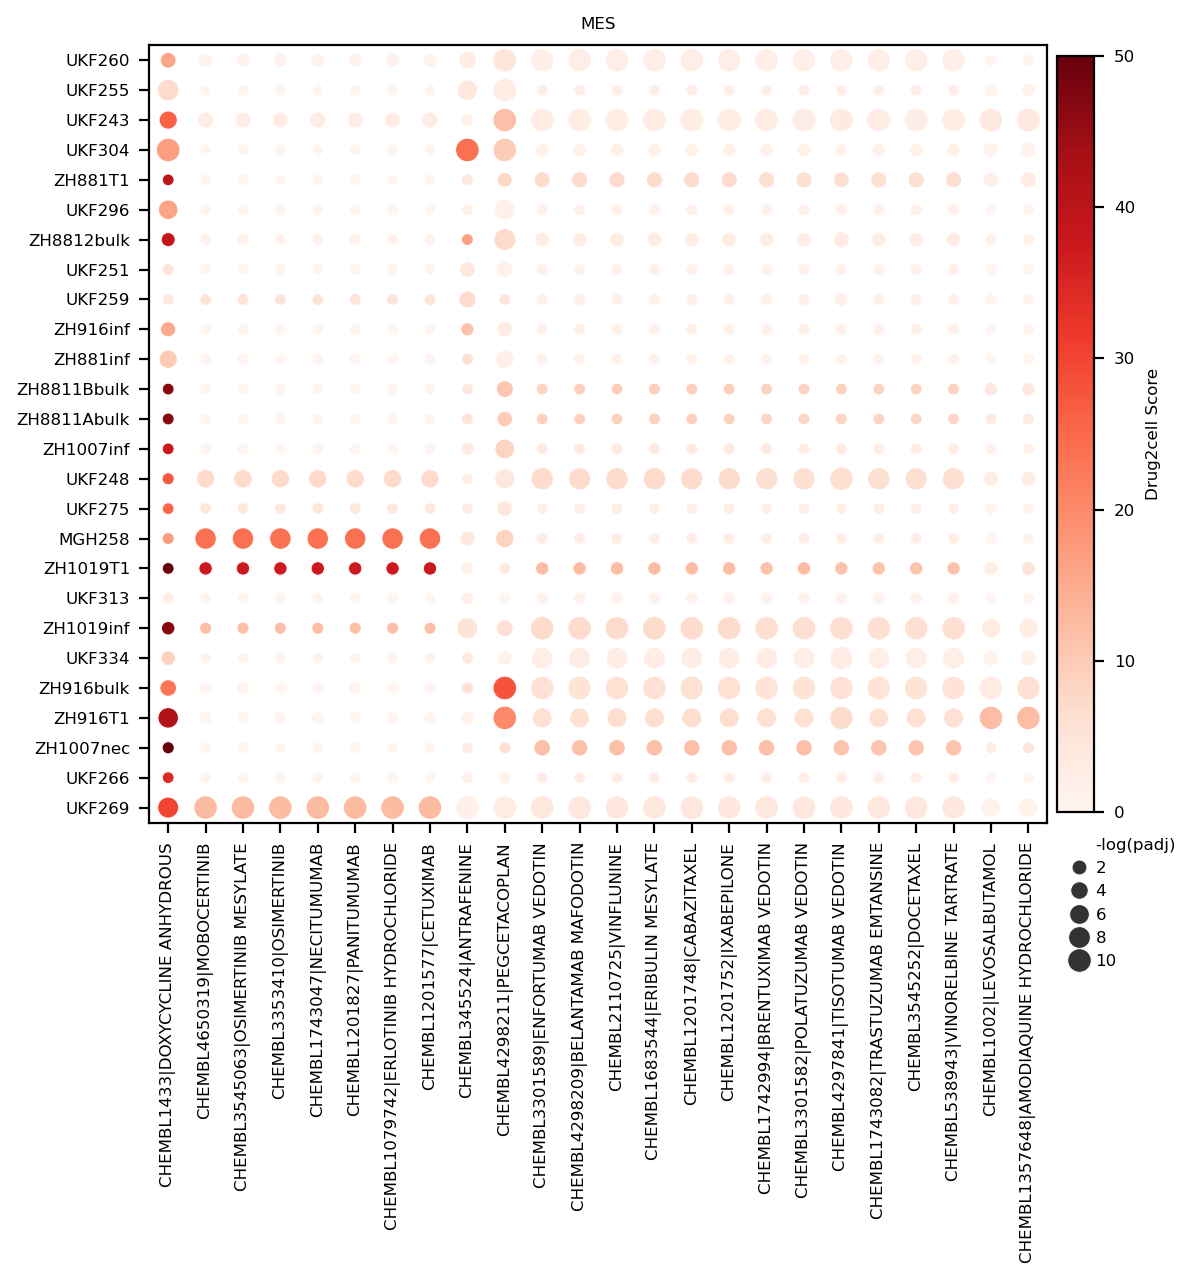 MES
UKF260
UKF255
UKF243
UKF304
ZH881T1
UKF296
ZH8812bulk
UKF251
UKF259
ZH916inf
ZH881inf
ZH8811Bbulk
ZH8811Abulk
ZH1007inf
UKF248
UKF275
MGH258
ZH1019T1
UKF313
ZH1019inf
UKF334
ZH916bulk
ZH916T1
ZH1007nec
UKF266
UKF269
CHEMBL1433|DOXYCYCLINE ANHYDROUS
CHEMBL4650319|MOBOCERTINIB
CHEMBL3545063|OSIMERTINIB MESYLATE
CHEMBL3353410|OSIMERTINIB
CHEMBL1743047|NECITUMUMAB
CHEMBL1201827|PANITUMUMAB
CHEMBL1079742|ERLOTINIB HYDROCHLORIDE
CHEMBL1201577|CETUXIMAB
CHEMBL345524|ANTRAFENINE
CHEMBL4298211|PEGCETACOPLAN
CHEMBL3301589|ENFORTUMAB VEDOTIN
CHEMBL4298209|BELANTAMAB MAFODOTIN
CHEMBL2110725|VINFLUNINE
CHEMBL1683544|ERIBULIN MESYLATE
CHEMBL1201748|CABAZITAXEL
CHEMBL1201752|IXABEPILONE
CHEMBL1742994|BRENTUXIMAB VEDOTIN
CHEMBL3301582|POLATUZUMAB VEDOTIN
CHEMBL4297841|TISOTUMAB VEDOTIN
CHEMBL1743082|TRASTUZUMAB EMTANSINE
CHEMBL3545252|DOCETAXEL
CHEMBL538943|VINORELBINE TARTRATE
CHEMBL1002|LEVOSALBUTAMOL
CHEMBL1357648|AMODIAQUINE HYDROCHLORIDE
50
40
30
20
10
0
Drug2cell Score
-log(padj)
2
4
6
8
10